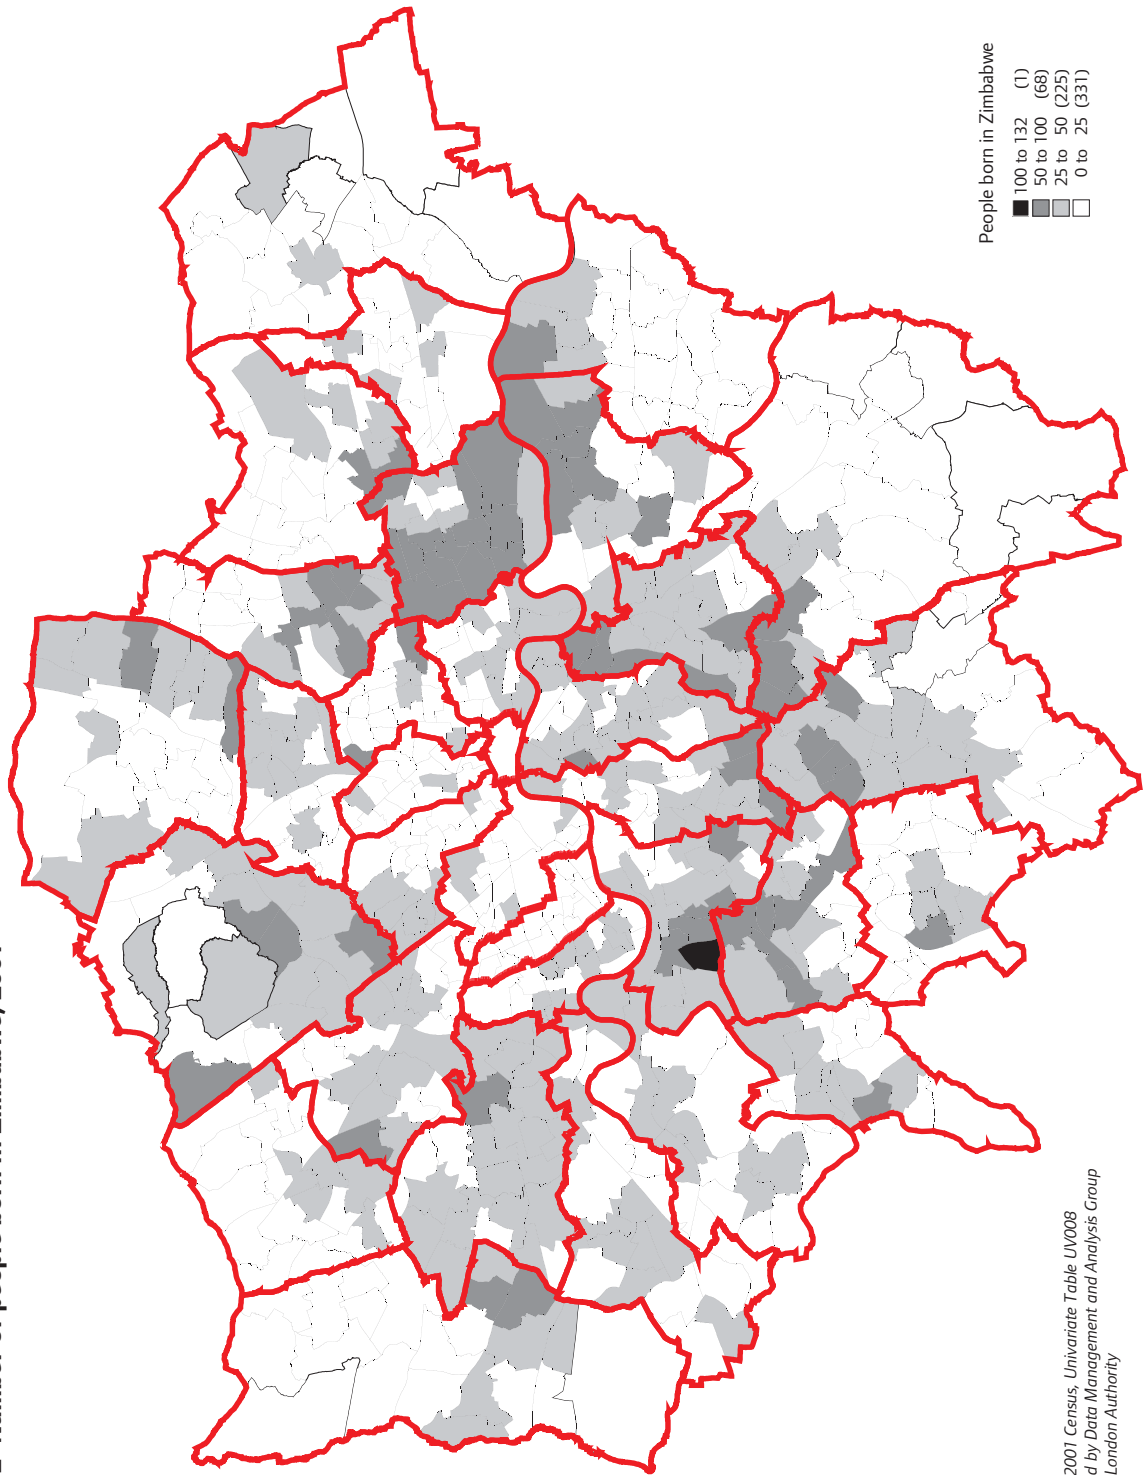 People born in Zimbabwe
100 to 132 (1)
50 to 100 (68)
25 to 50 (225)
0 to 25 (331)
2001 Census, Univariate Table UV008
d by Data Management and Analysis Group
London Authority